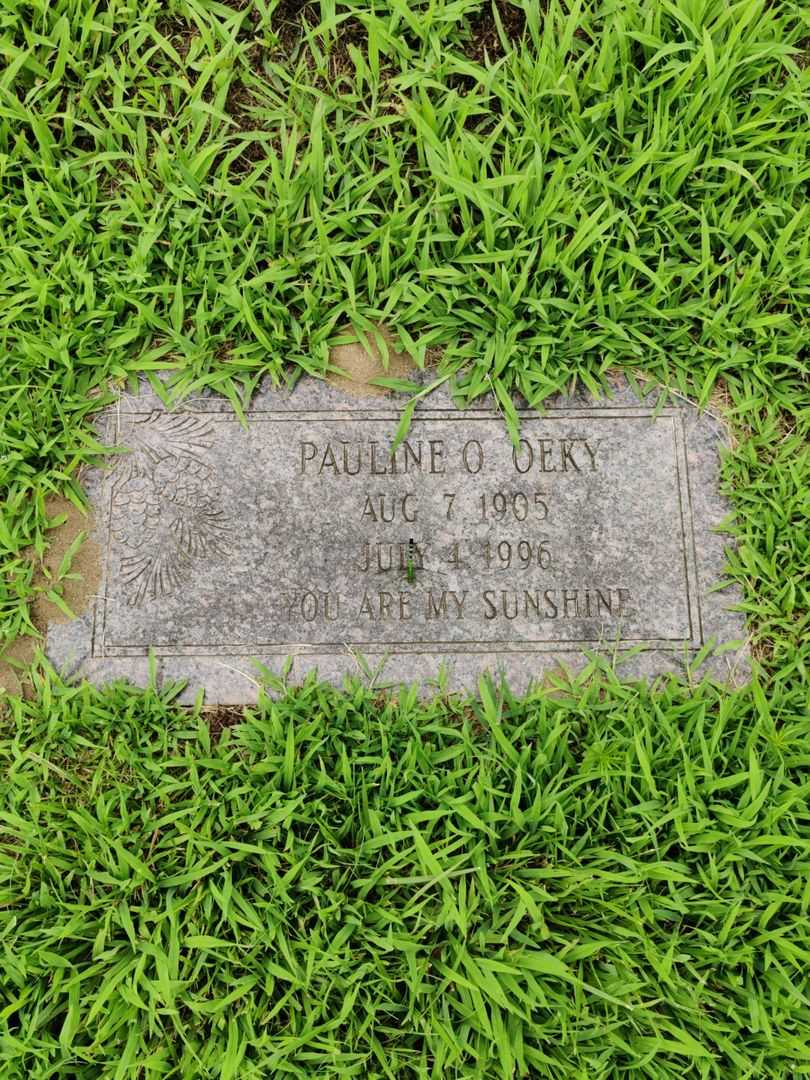 PAULINE O. OEKY
AUG 7, 1905
JULY 4 1996
YOU ARE MY SUNSHINE